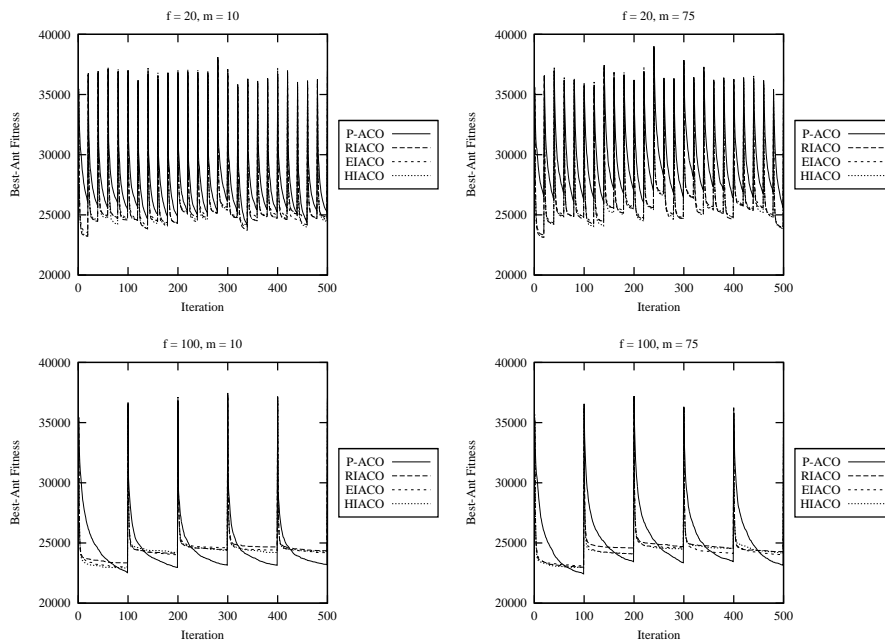 f = 20, m = 10
40000
35000
30000
25000
20000
Best-Ant Fitness
0 100 200 300 400 500
Iteration
P-ACO
RIACO
EIACO
HIACO
f = 20, m = 75
40000
35000
30000
25000
20000
Best-Ant Fitness
0 100 200 300 400 500
Iteration
P-ACO
RIACO
EIACO
HIACO
f = 100, m = 10
40000
35000
30000
25000
20000
Best-Ant Fitness
0 100 200 300 400 500
Iteration
P-ACO
RIACO
EIACO
HIACO
f = 100, m = 75
40000
35000
30000
25000
20000
Best-Ant Fitness
0 100 200 300 400 500
Iteration
P-ACO
RIACO
EIACO
HIACO